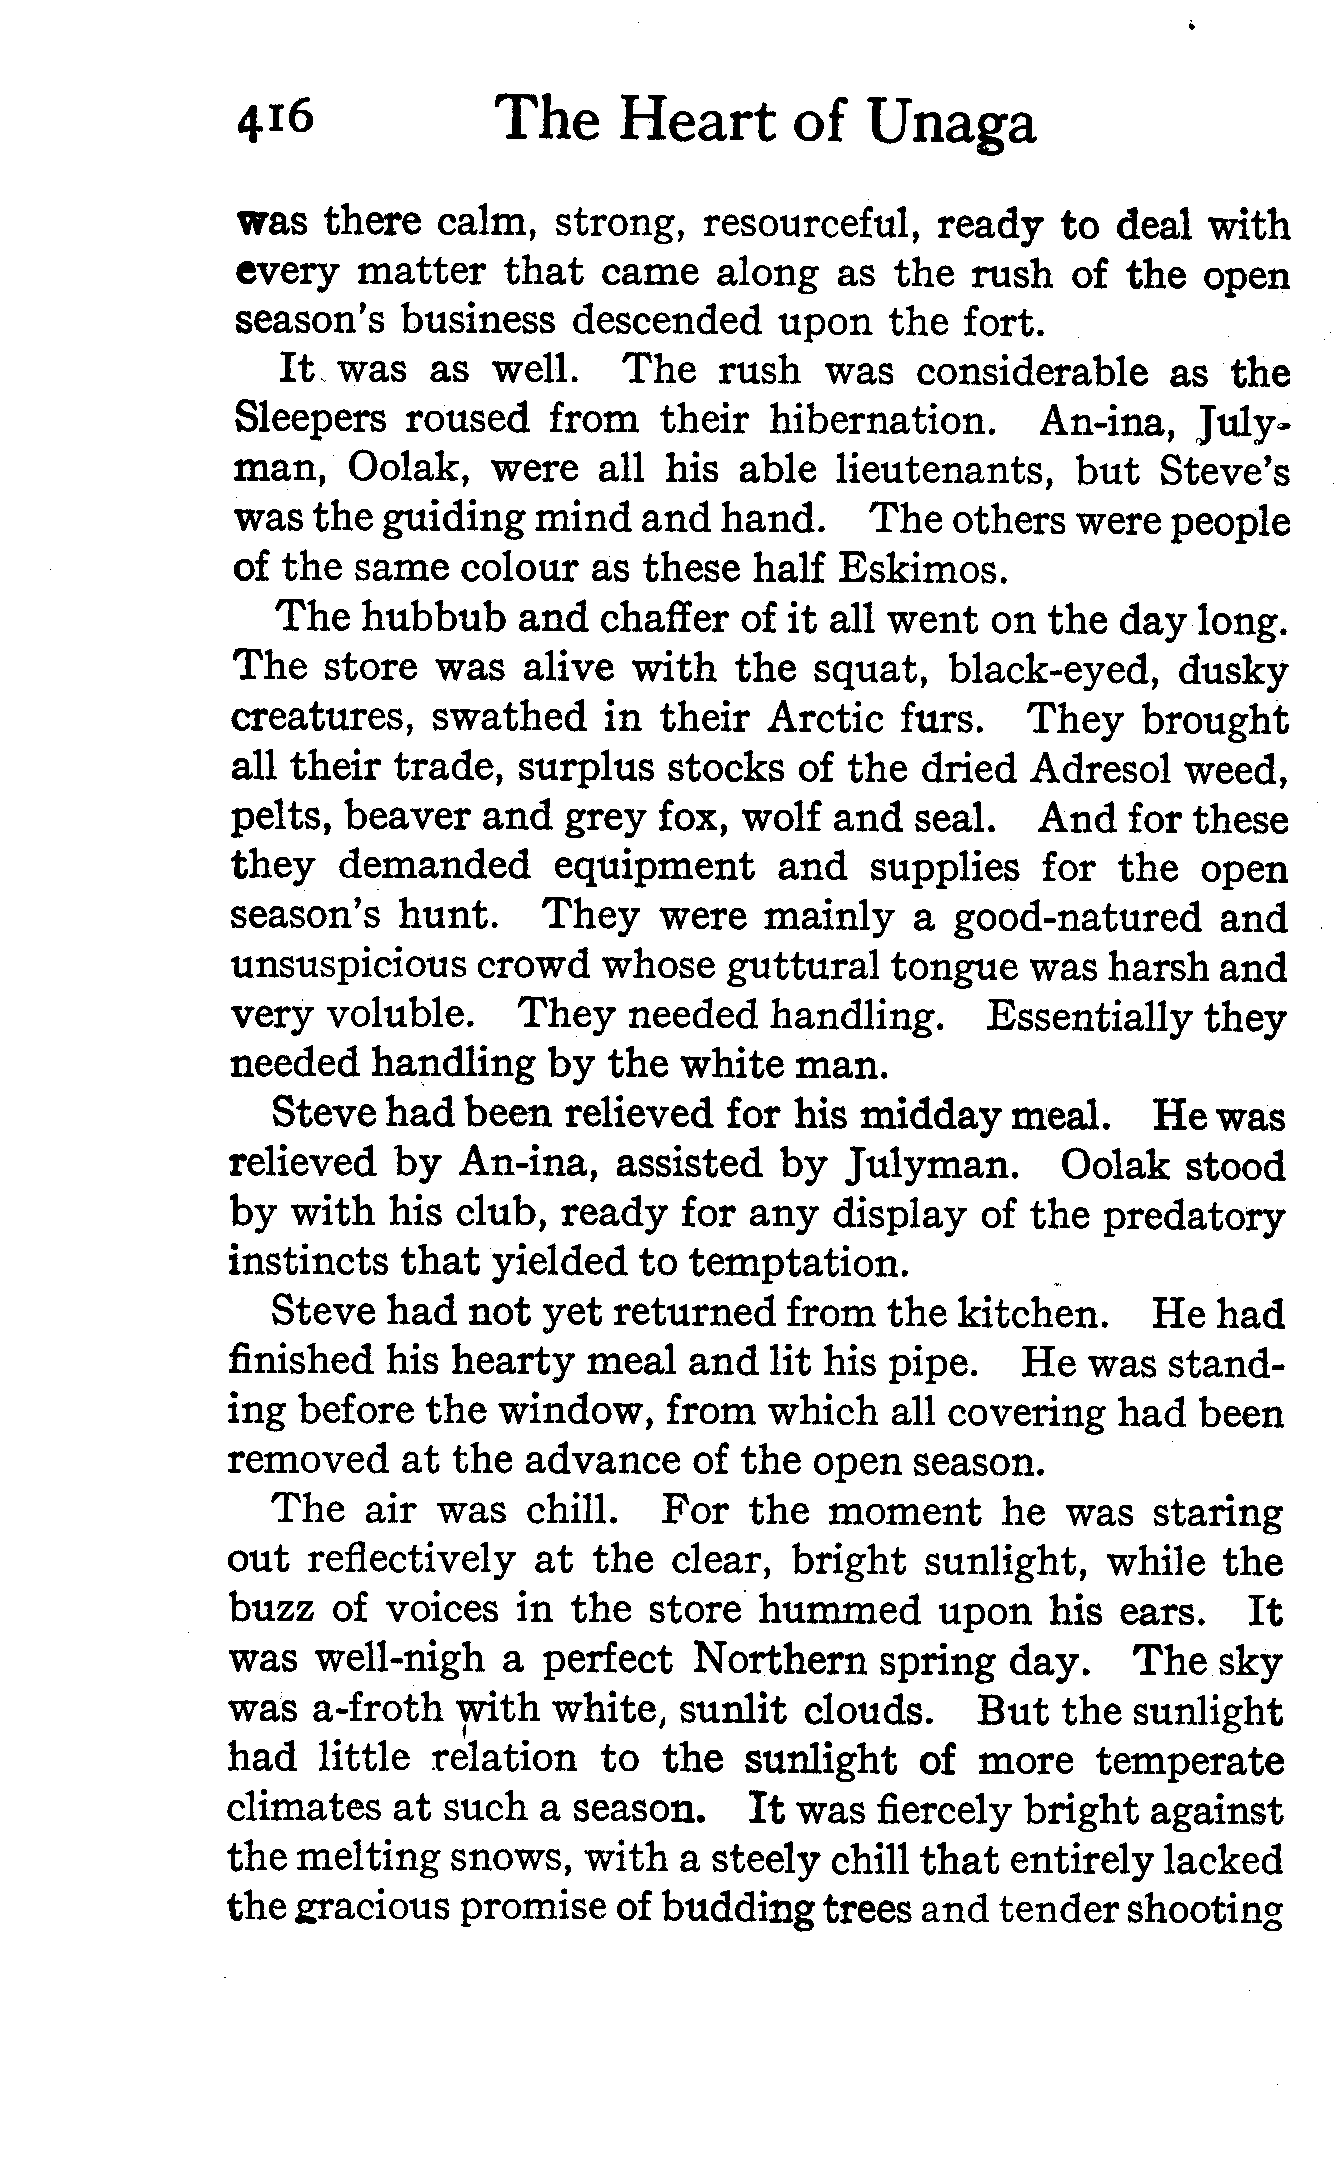 416 The Heart of Unaga
was there calm, strong, resourceful, ready to deal with
every matter that came along as the rush of the open
season's business descended upon the fort.
It was as well. The rush was considerable as the
Sleepers roused from their hibernation. An-ina, July-
man, Oolak, were all his able lieutenants, but Steve's
was the guiding mind and hand. The others were people
of the same colour as these half Eskimos.
The hubbub and chaffer of it all went on the day long.
The store was alive with the squat, black-eyed, dusky
creatures, swathed in their Arctic furs. They brought
all their trade, surplus stocks of the dried Adresol weed,
pelts, beaver and grey fox, wolf and seal. And for these
they demanded equipment and supplies for the open
season's hunt. They were mainly a good-natured and
unsuspicious crowd whose guttural tongue was harsh and
very voluble. They needed handling. Essentially they
needed handling by the white man.
Steve had been relieved for his midday meal. He was
relieved by An-ina, assisted by Julyman. Oolak stood
by with his club, ready for any display of the predatory
instincts that yielded to temptation.
Steve had not yet returned from the kitchen. He had
finished his hearty meal and lit his pipe. He was stand-
ing before the window, from which all covering had been
removed at the advance of the open season.
The air was chill. For the moment he was staring
out reflectively at the clear, bright sunlight, while the
buzz of voices in the store hummed upon his ears. It
was well-nigh a perfect Northern spring day. The sky
was a-froth with white, sunlit clouds. But the sunlight
had little relation to the sunlight of more temperate
climates at such a season. It was fiercely bright against
the melting snows, with a steely chill that entirely lacked
the gracious promise of budding trees and tender shooting